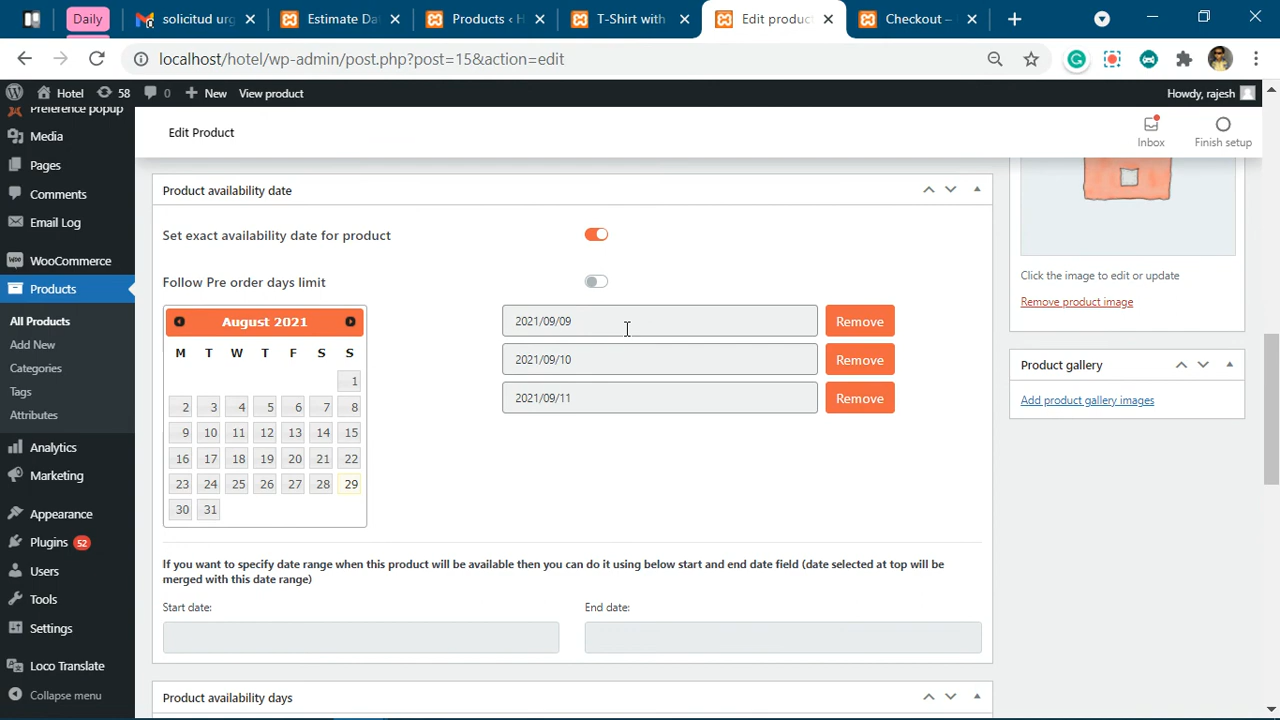 Daily
solicitud urg
Estimate Da
Products ‹ H
T-Shirt with
Edit produc
Checkout –
localhost/hotel/wp-admin/post.php?post=15&action=edit
Hotel
58
0
New
View product
Howdy, rajesh
Preference popup
Media
Pages
Comments
Email Log
WooCommerce
Products
All Products
Add New
Categories
Tags
Attributes
Marketing
Analytics
Appearance
Plugins 52
Users
Tools
Settings
Loco Translate
Collapse menu
Edit Product
Inbox
Finish setup
Product availability date
Set exact availability date for product
Follow Pre order days limit
August 2021
M T W T F S S
1
2 3 4 5 6 7 8
9 10 11 12 13 14 15
16 17 18 19 20 21 22
23 24 25 26 27 28 29
30 31
2021/09/09 Remove
2021/09/10 Remove
2021/09/11 Remove
If you want to specify date range when this product will be available then you can do it using below start and end date field (date selected at top will be
merged with this date range)
Start date:
End date:
Product availability days
Click the image to edit or update
Remove product image
Product gallery
Add product gallery images